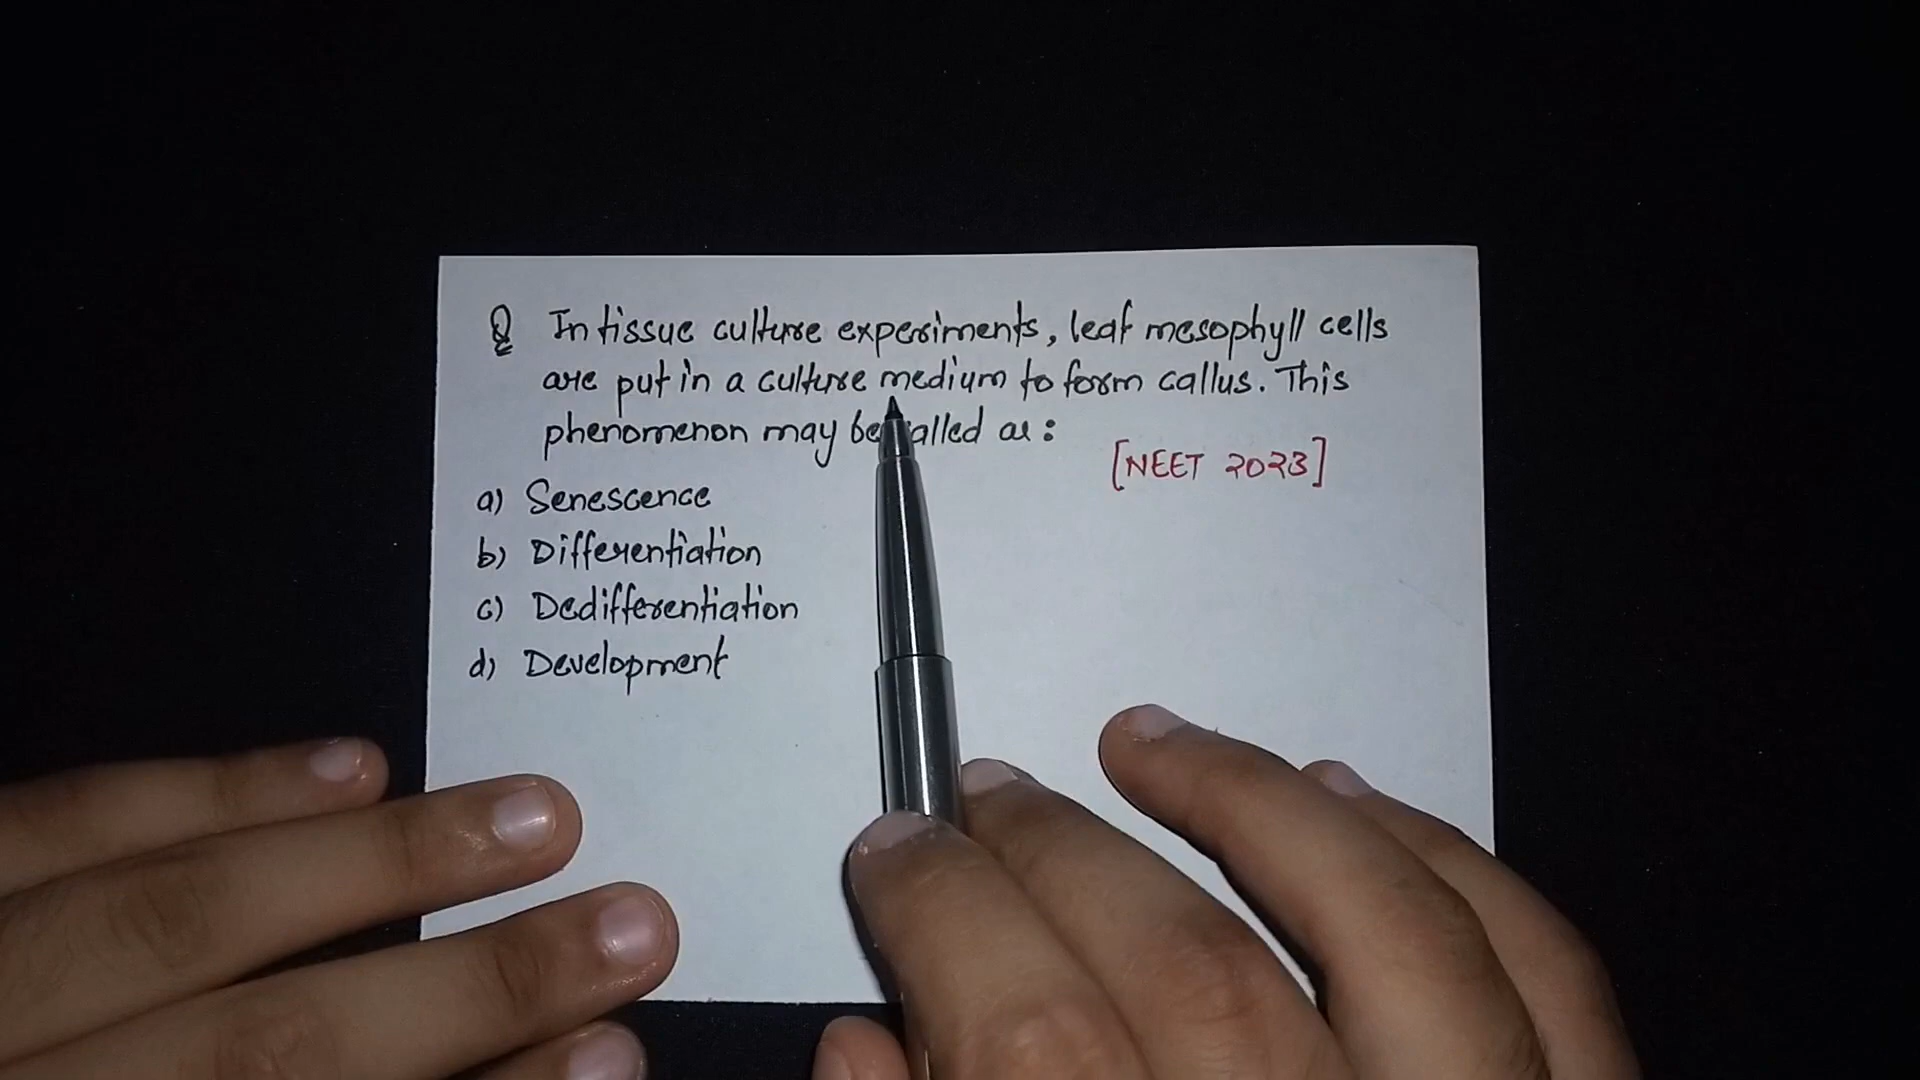 Q In tissue culture experiments, leaf mesophyll cells
are put in a culture medium to form callus. This
phenomenon may be called as:
[NEET 2023]
a) Senescence
b) Differentiation
c) Dedifferentiation
d) Development